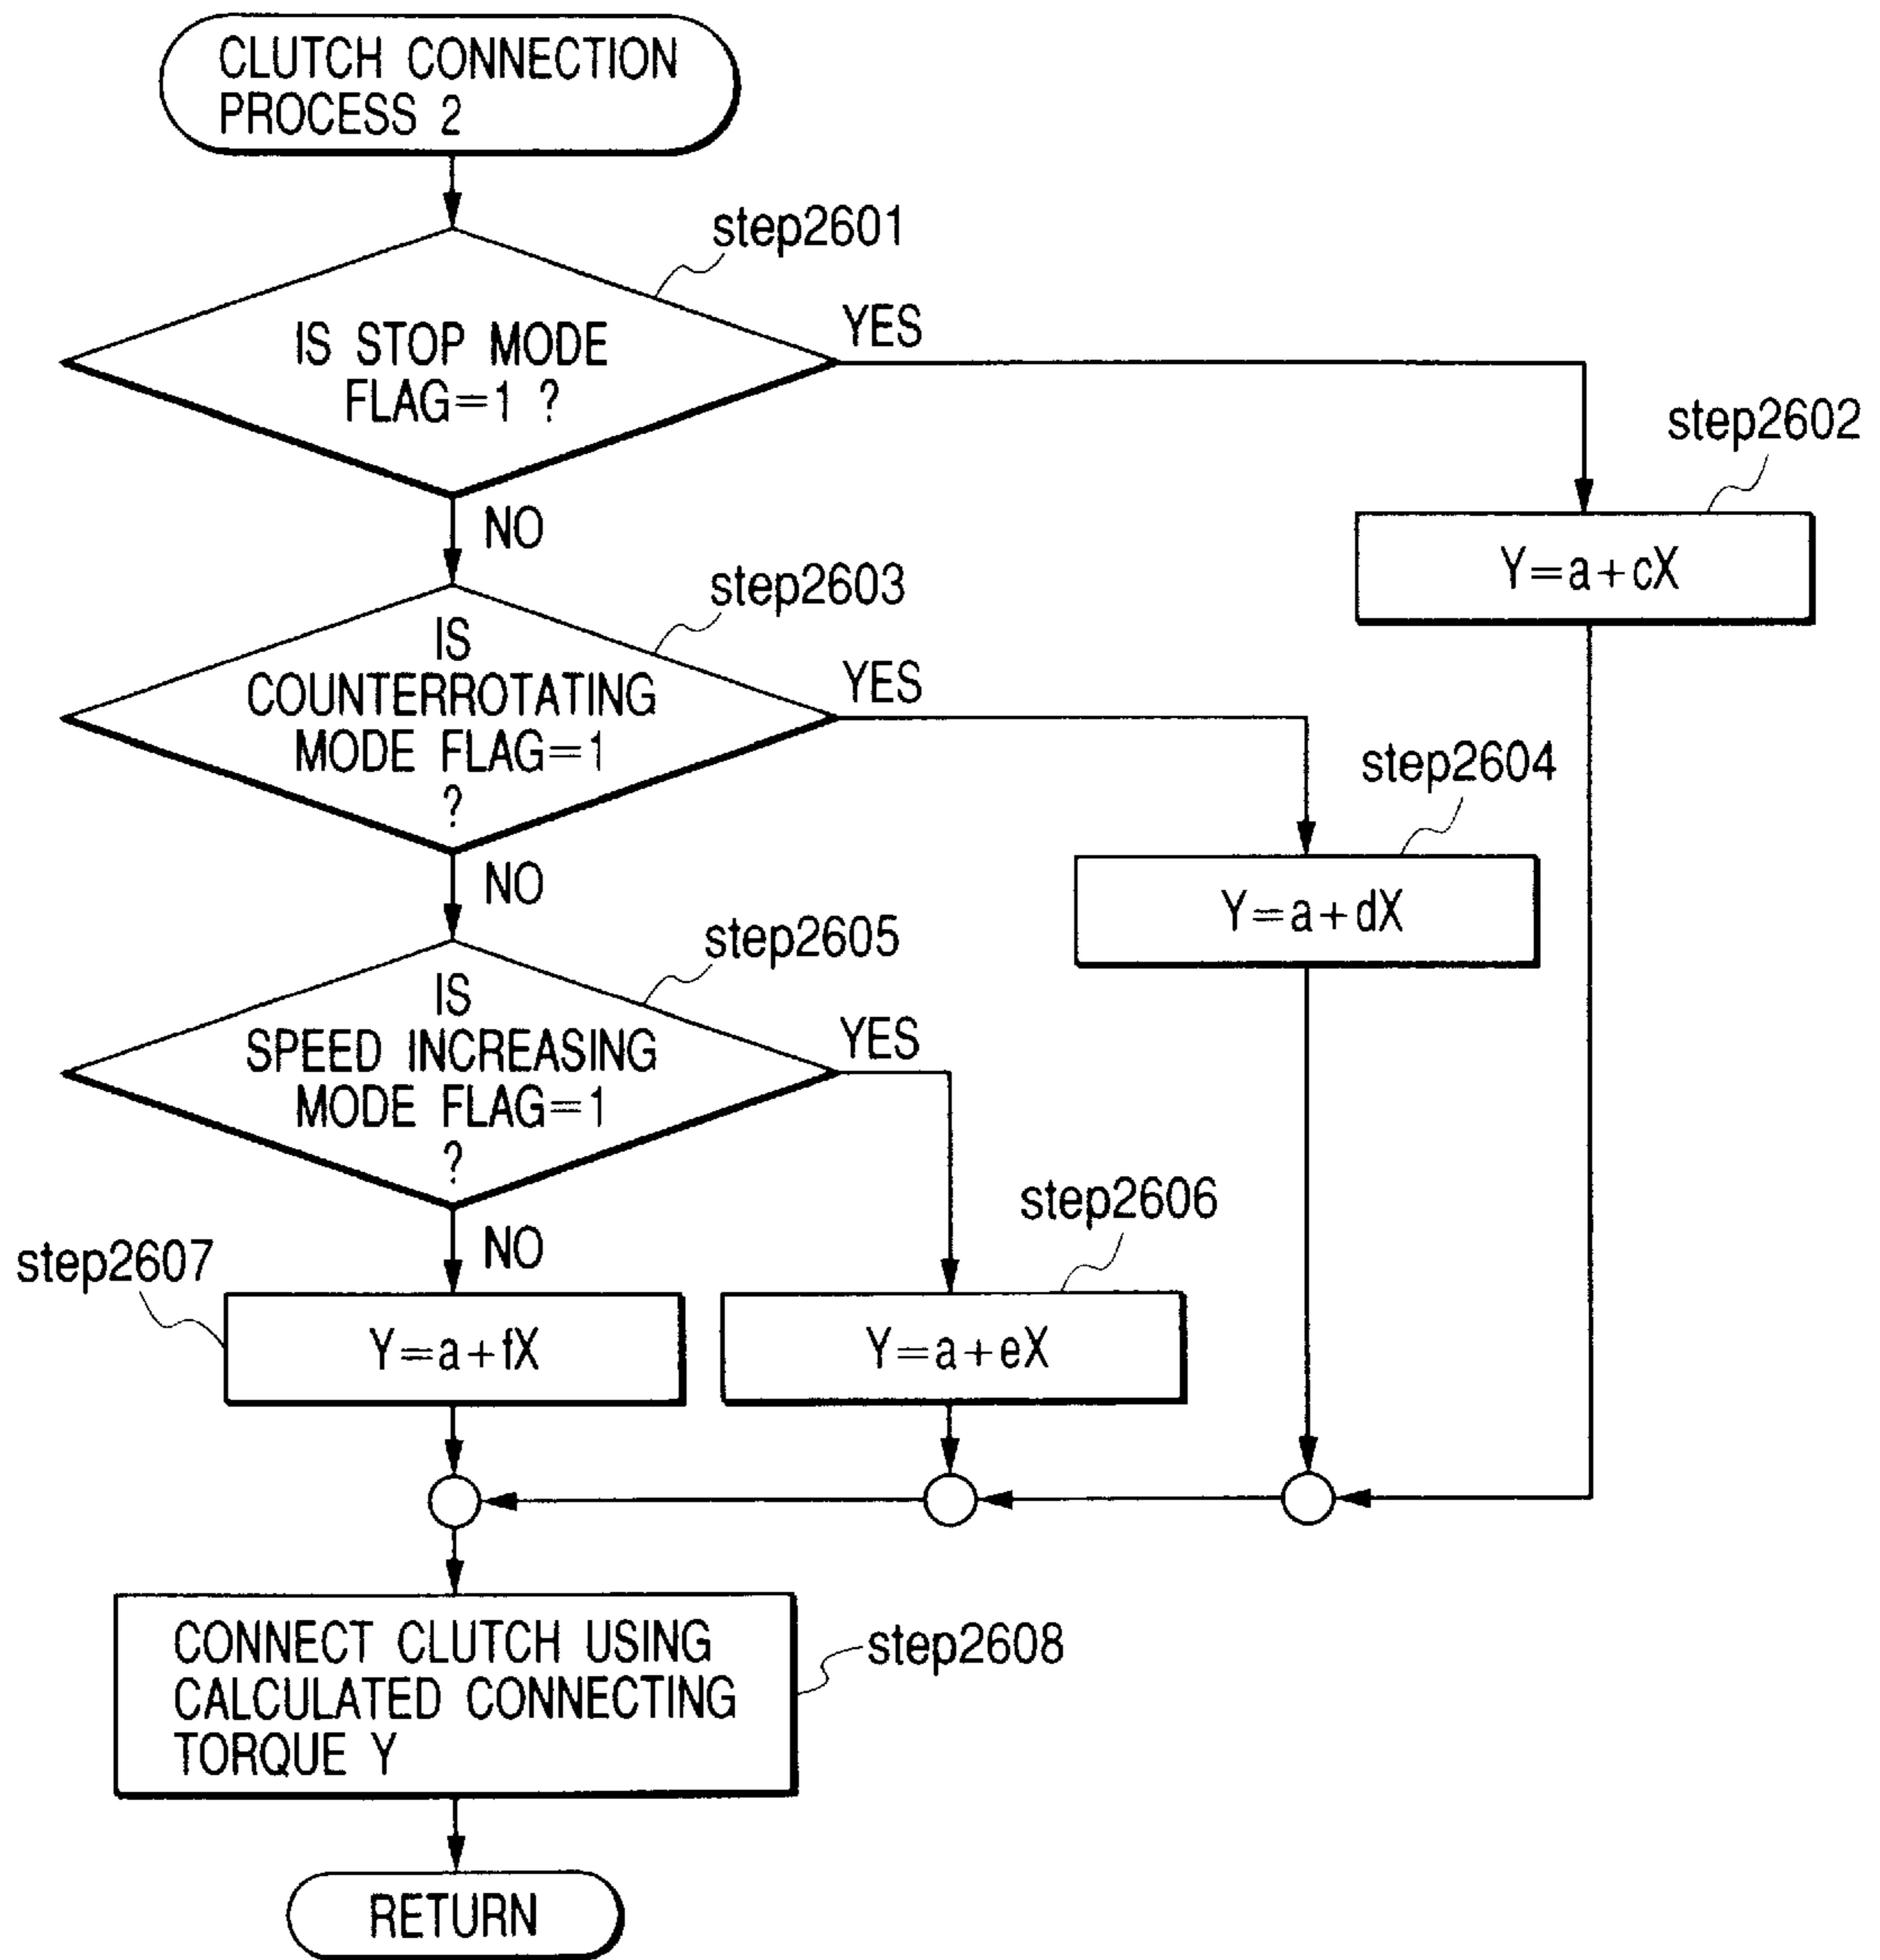 CLUTCH CONNECTION
PROCESS 2
step2601
IS STOP MODE
FLAG=1 ?
YES
NO
step2602
Y=a+cX
step2603
IS
COUNTERROTATING
MODE FLAG=1
?
YES
NO
step2604
Y=a+dX
step2605
IS
SPEED INCREASING
MODE FLAG=1
?
YES
NO
step2606
Y=a+eX
step2607
Y=a+fX
CONNECT CLUTCH USING
CALCULATED CONNECTING
TORQUE Y
step2608
RETURN